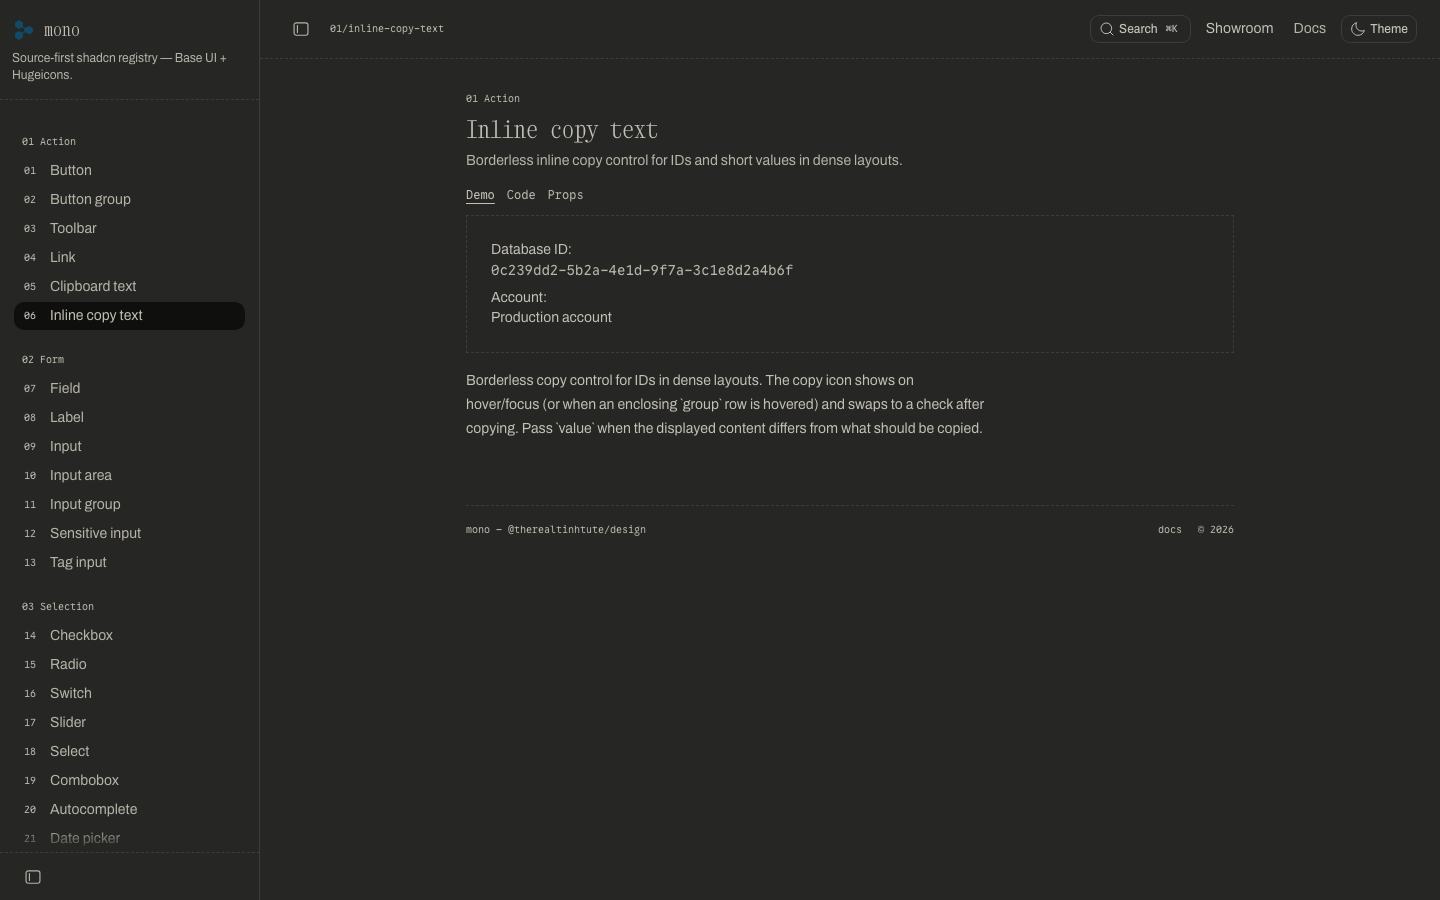 mono
Source-first shadcn registry — Base UI +
Hugeicons.
01 Action
01 Button
02 Button group
03 Toolbar
04 Link
05 Clipboard text
06 Inline copy text
02 Form
07 Field
08 Label
09 Input
10 Input area
11 Input group
12 Sensitive input
13 Tag input
03 Selection
14 Checkbox
15 Radio
16 Switch
17 Slider
18 Select
19 Combobox
20 Autocomplete
21 Date picker
01/inline-copy-text
Search ⌘K
Showroom
Docs
Theme
01 Action
Inline copy text
Borderless inline copy control for IDs and short values in dense layouts.
Demo Code Props
Database ID:
0c239dd2-5b2a-4e1d-9f7a-3c1e8d2a4b6f
Account:
Production account
Borderless copy control for IDs in dense layouts. The copy icon shows on
hover/focus (or when an enclosing `group` row is hovered) and swaps to a check after
copying. Pass `value` when the displayed content differs from what should be copied.
mono — @therealtinhtute/design
docs © 2026